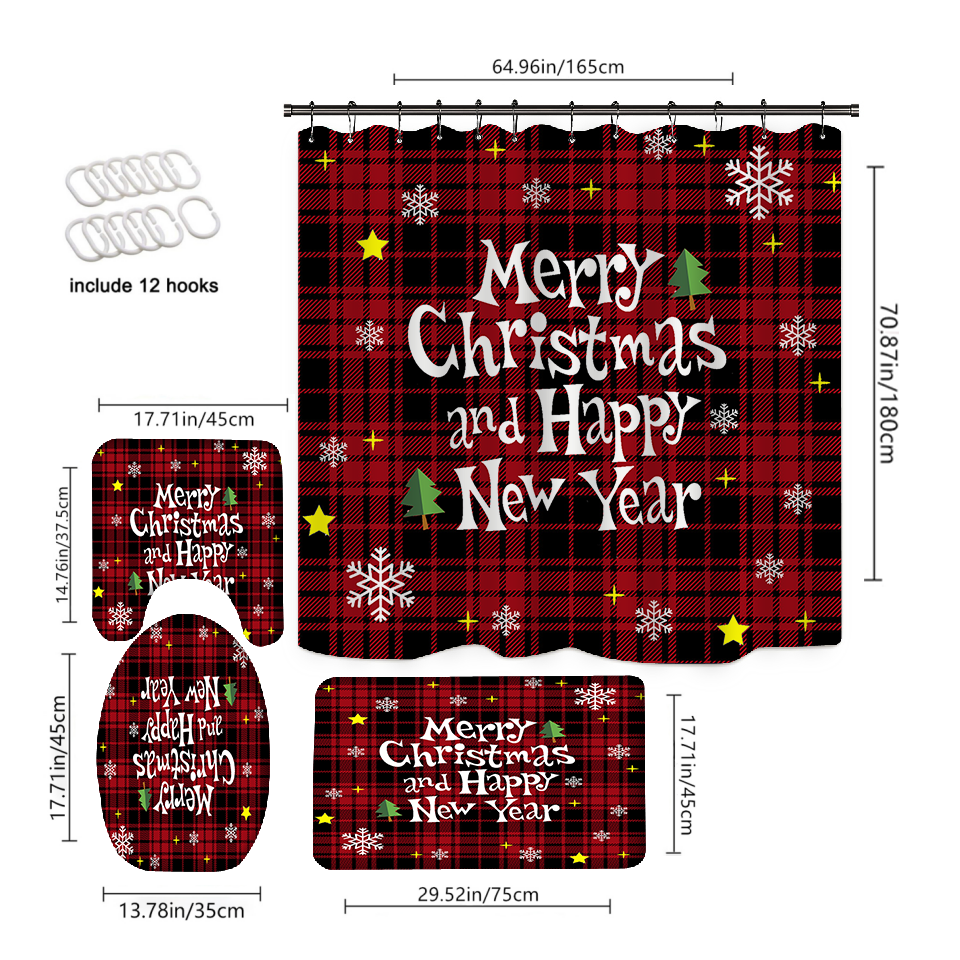 64.96in/165cm
include 12 hooks
70.87in/180cm
Merry
Christmas
and Happy
New Year
17.71in/45cm
14.76in/37.5cm
Merry
Christmas
and Happy
New Year
17.71in/45cm
Merry
Christmas
and Happy
New Year
13.78in/35cm
Merry
Christmas
and Happy
New Year
17.71in/45cm
29.52in/75cm